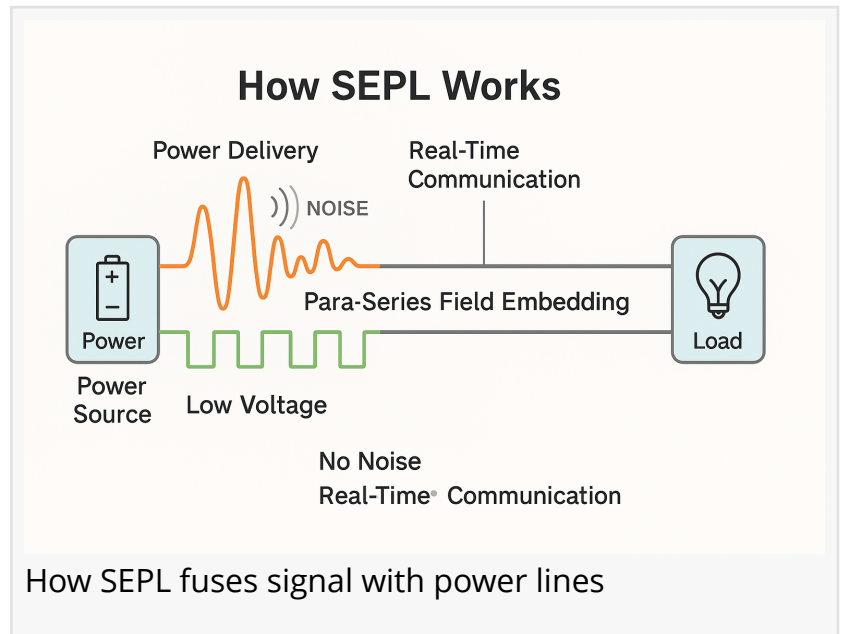 How SEPL Works
Power Delivery
Real-Time
Communication
NOISE
+
−
Power
Para-Series Field Embedding
Load
Power
Source
Low Voltage
No Noise
Real-Time• Communication
How SEPL fuses signal with power lines